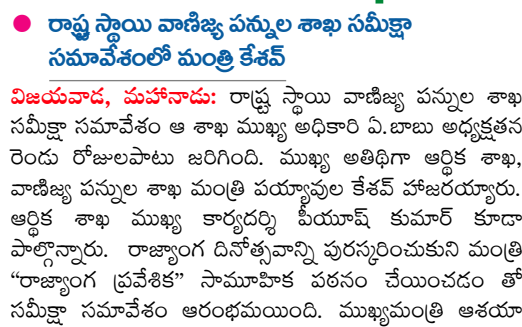 రాష్ట్ర స్థాయి వాణిజ్య పన్నుల శాఖ సమీక్షా
సమావేశంలో మంత్రి కేశవ్
విజయవాడ, మహానాడు: రాష్ట్ర స్థాయి వాణిజ్య పన్నుల శాఖ
సమీక్షా సమావేశం ఆ శాఖ ముఖ్య అధికారి ఏ.బాబు అధ్యక్షతన
రెండు రోజులపాటు జరిగింది. ముఖ్య అతిథిగా ఆర్థిక శాఖ,
వాణిజ్య పన్నుల శాఖ మంత్రి పయ్యావుల కేశవ్ హాజరయ్యారు.
ఆర్థిక శాఖ ముఖ్య కార్యదర్శి పీయూష్ కుమార్ కూడా
పాల్గొన్నారు. రాజ్యాంగ దినోత్సవాన్ని పురస్కరించుకుని మంత్రి
“రాజ్యాంగ ప్రవేశిక” సామూహిక పఠనం చేయించడం తో
సమీక్షా సమావేశం ఆరంభమయింది. ముఖ్యమంత్రి ఆశయా